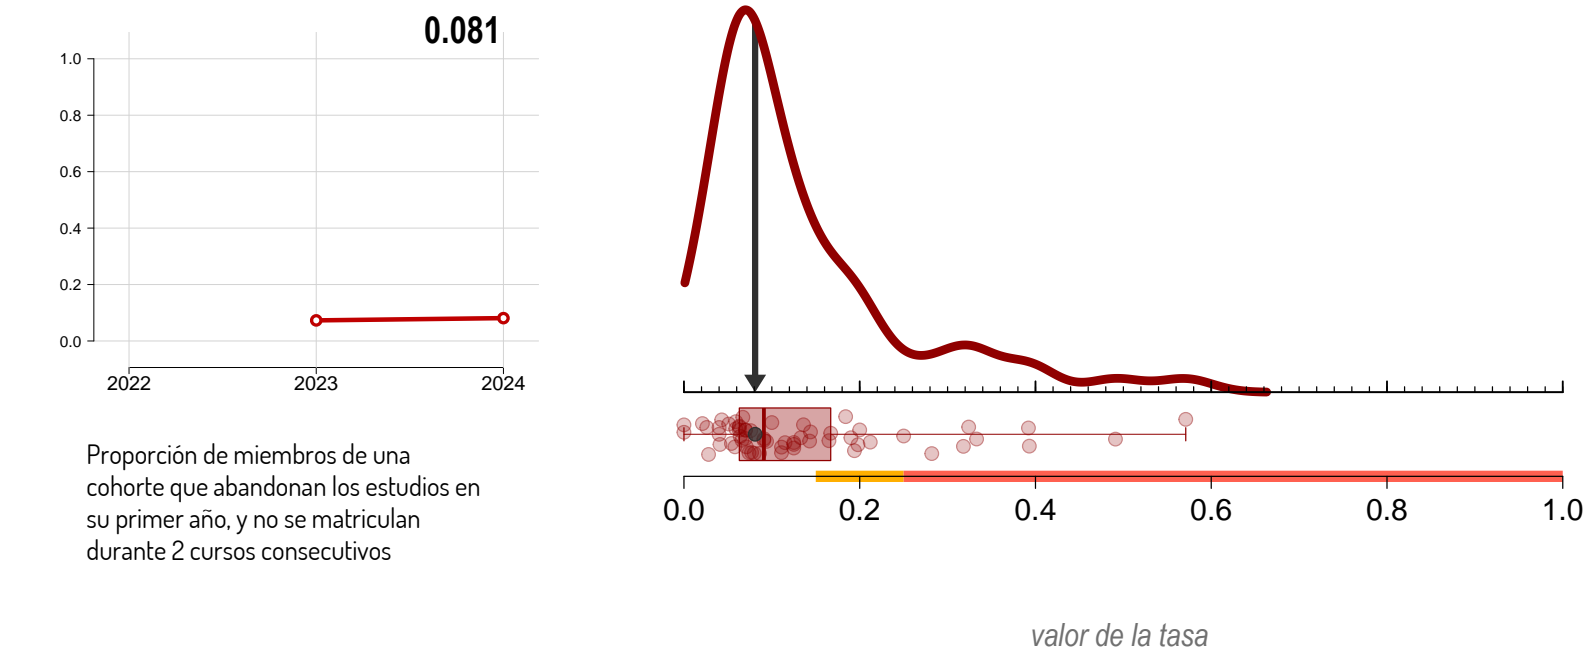 0.081
1.0
0.8
0.6
0.4
0.2
0.0
2022 2023 2024
Proporción de miembros de una
cohorte que abandonan los estudios en
su primer año, y no se matriculan
durante 2 cursos consecutivos
0.0 0.2 0.4 0.6 0.8 1.0
valor de la tasa